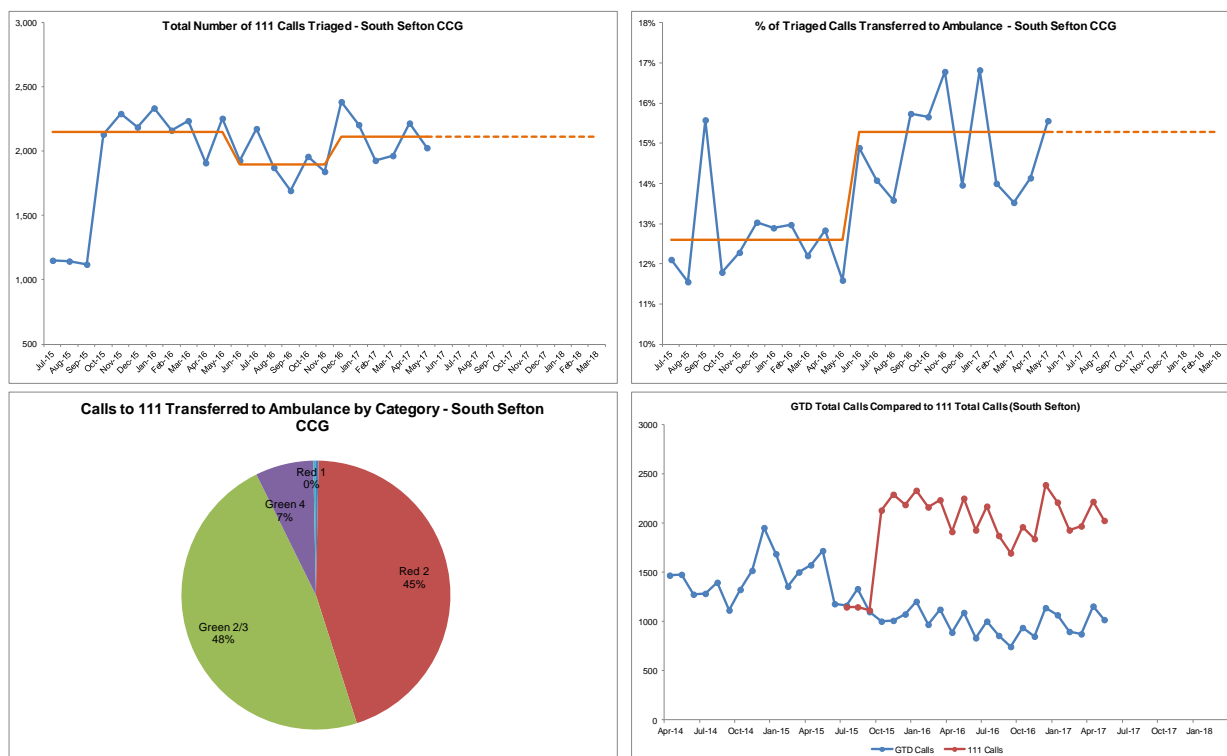 Total Number of 111 Calls Triaged - South Sefton CCG
3,000
2,500
2,000
1,500
1,000
500
Jul-15
Aug-15
Sep-15
Oct-15
Nov-15
Dec-15
Jan-16
Feb-16
Mar-16
Apr-16
May-16
Jun-16
Jul-16
Aug-16
Sep-16
Oct-16
Nov-16
Dec-16
Jan-17
Feb-17
Mar-17
Apr-17
May-17
Jun-17
Jul-17
Aug-17
Sep-17
Oct-17
Nov-17
Dec-17
Jan-18
Feb-18
Mar-18
% of Triaged Calls Transferred to Ambulance - South Sefton CCG
18%
17%
16%
15%
14%
13%
12%
11%
10%
Jul-15
Aug-15
Sep-15
Oct-15
Nov-15
Dec-15
Jan-16
Feb-16
Mar-16
Apr-16
May-16
Jun-16
Jul-16
Aug-16
Sep-16
Oct-16
Nov-16
Dec-16
Jan-17
Feb-17
Mar-17
Apr-17
May-17
Jun-17
Jul-17
Aug-17
Sep-17
Oct-17
Nov-17
Dec-17
Jan-18
Feb-18
Mar-18
Calls to 111 Transferred to Ambulance by Category - South Sefton
CCG
Red 1
0%
Green 4
7%
Red 2
45%
Green 2/3
48%
GTD Total Calls Compared to 111 Total Calls (South Sefton)
3000
2500
2000
1500
1000
500
0
Apr-14
Jul-14
Oct-14
Jan-15
Apr-15
Jul-15
Oct-15
Jan-16
Apr-16
Jul-16
Oct-16
Jan-17
Apr-17
Jul-17
Oct-17
Jan-18
GTD Calls
111 Calls